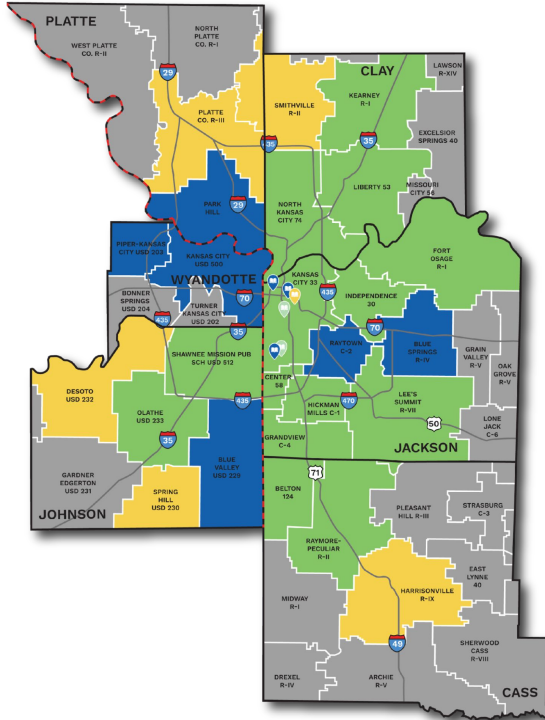 PLATTE
NORTH
PLATTE
CO. R-I
WEST PLATTE
CO. R-II
29
PLATTE
CO. R-III
CLAY
LAWSON
R-XIV
KEARNEY
R-I
SMITHVILLE
R-II
EXCELSIOR
SPRINGS 40
35
435
LIBERTY 53
MISSOURI
CITY 56
PARK
HILL
29
NORTH
KANSAS
CITY 74
PIPER-KANSAS
CITY USD 203
KANSAS CITY
USD 500
WYANDOTTE
FORT
OSAGE
R-I
KANSAS
CITY 33
435
INDEPENDENCE
30
BONNER
SPRINGS
USD 204
TURNER
KANSAS CITY
USD 202
70
435
35
70
RAYTOWN
C-2
BLUE
SPRINGS
R-IV
GRAIN
VALLEY
R-V
OAK
GROVE
R-V
SHAWNEE MISSION PUB
SCH USD 512
DESOTO
USD 232
CENTER
58
OLATHE
USD 233
435
HICKMAN
MILLS C-1
470
LEE'S
SUMMIT
R-VII
50
LONE
JACK
C-6
35
GRANDVIEW
C-4
JACKSON
BLUE
VALLEY
USD 229
GARDNER
EDGERTON
USD 231
SPRING
HILL
USD 230
JOHNSON
71
BELTON
124
PLEASANT
HILL R-III
STRASBURG
C-3
RAYMORE-
PECULIAR
R-II
EAST
LYNNE
40
MIDWAY
R-I
HARRISONVILLE
R-IX
49
SHERWOOD
CASS
R-VIII
DREXEL
R-IV
ARCHIE
R-V
CASS